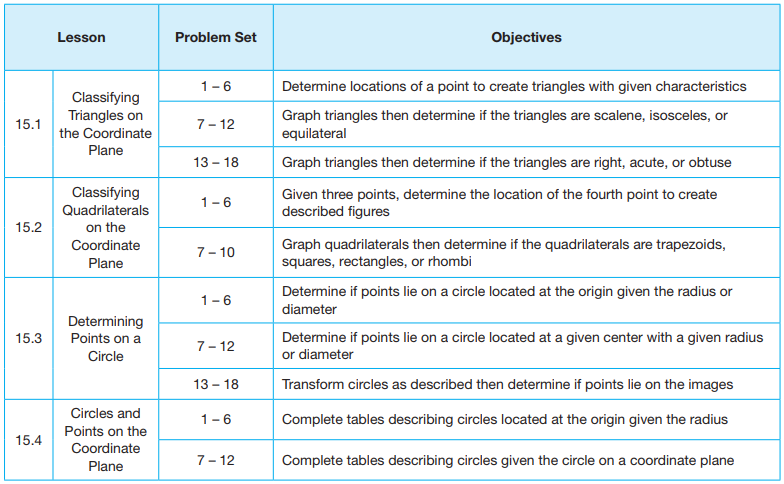 Lesson
Problem Set
Objectives
15.1
Classifying
Triangles on
the Coordinate
Plane
1 – 6
Determine locations of a point to create triangles with given characteristics
7 – 12
Graph triangles then determine if the triangles are scalene, isosceles, or
equilateral
13 – 18
Graph triangles then determine if the triangles are right, acute, or obtuse
15.2
Classifying
Quadrilaterals
on the
Coordinate
Plane
1 – 6
Given three points, determine the location of the fourth point to create
described figures
7 – 10
Graph quadrilaterals then determine if the quadrilaterals are trapezoids,
squares, rectangles, or rhombi
15.3
Determining
Points on a
Circle
1 – 6
Determine if points lie on a circle located at the origin given the radius or
diameter
7 – 12
Determine if points lie on a circle located at a given center with a given radius
or diameter
13 – 18
Transform circles as described then determine if points lie on the images
15.4
Circles and
Points on the
Coordinate
Plane
1 – 6
Complete tables describing circles located at the origin given the radius
7 – 12
Complete tables describing circles given the circle on a coordinate plane